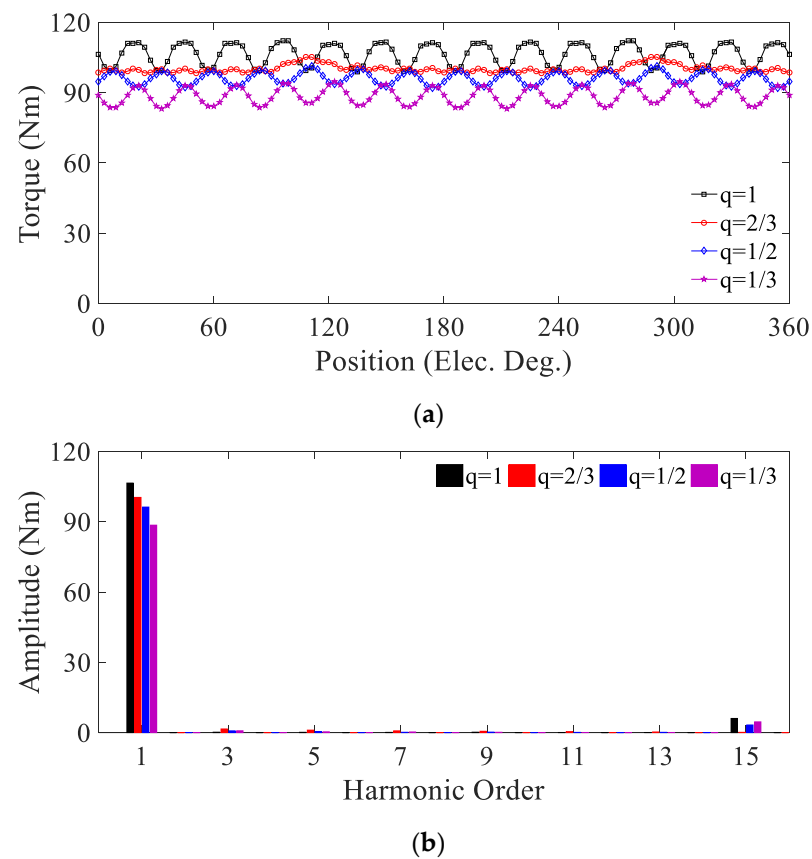 120
90
60
30
0
Torque (Nm)
q=1
q=2/3
q=1/2
q=1/3
0 60 120 180 240 300 360
Position (Elec. Deg.)
(a)
120
90
60
30
0
Amplitude (Nm)
q=1 q=2/3 q=1/2 q=1/3
1 3 5 7 9 11 13 15
Harmonic Order
(b)